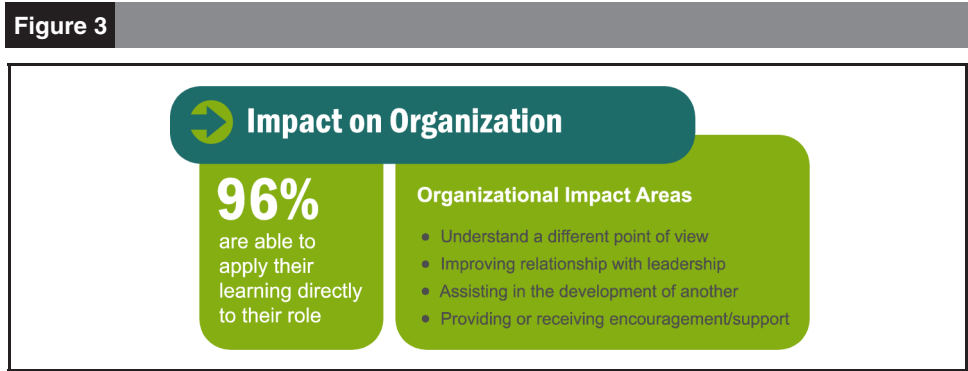 Figure 3
Impact on Organization
96%
are able to
apply their
learning directly
to their role
Organizational Impact Areas
• Understand a different point of view
• Improving relationship with leadership
• Assisting in the development of another
• Providing or receiving encouragement/support